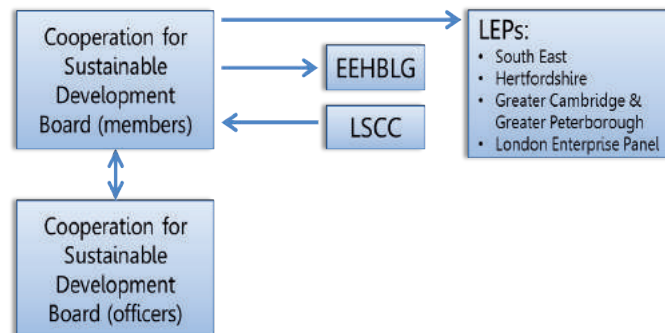 Cooperation for
Sustainable
Development
Board (members)
EEHBLG
LSCC
LEPs:
• South East
• Hertfordshire
• Greater Cambridge &
Greater Peterborough
• London Enterprise Panel
Cooperation for
Sustainable
Development
Board (officers)